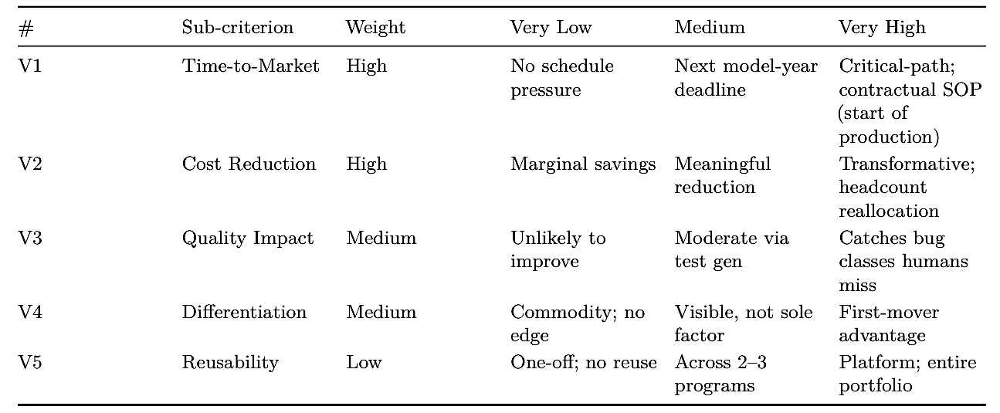 # Sub-criterion Weight Very Low Medium Very High
V1 Time-to-Market High No schedule Next model-year Critical-path;
pressure deadline contractual SOP
(start of
production)
V2 Cost Reduction High Marginal savings Meaningful Transformative;
reduction headcount
reallocation
V3 Quality Impact Medium Unlikely to Moderate via Catches bug
improve test gen classes humans
miss
V4 Differentiation Medium Commodity; no Visible, not sole First-mover
edge factor advantage
V5 Reusability Low One-off; no reuse Across 2–3 Platform; entire
programs portfolio